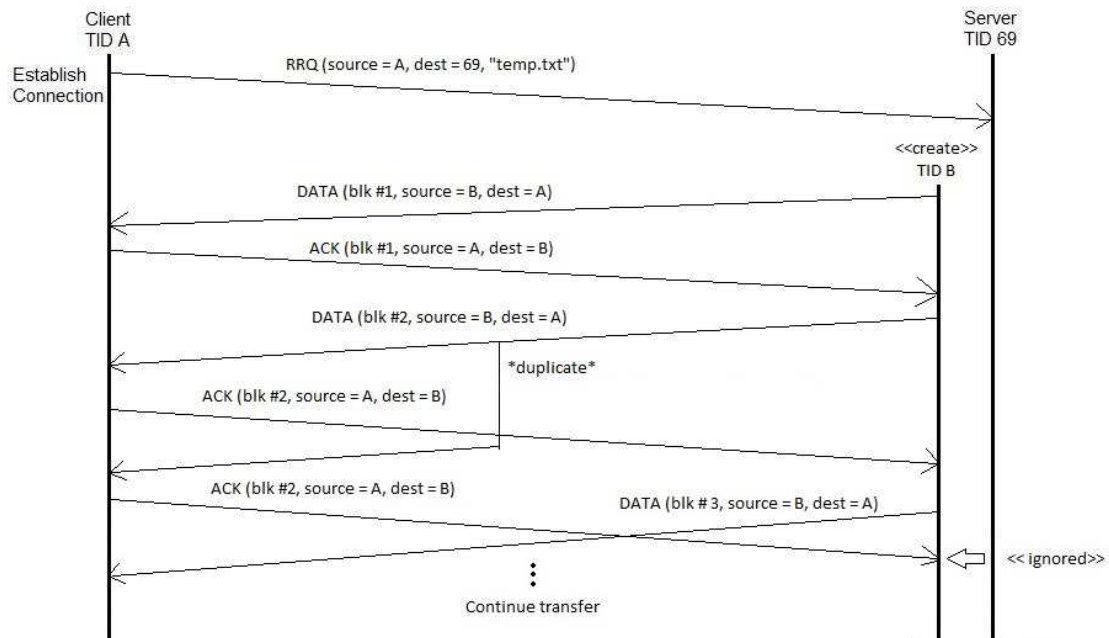 Client
TID A
Server
TID 69
RRQ (source = A, dest = 69, "temp.txt")
Establish
Connection
<<create>>
TID B
DATA (blk #1, source = B, dest = A)
ACK (blk #1, source = A, dest = B)
DATA (blk #2, source = B, dest = A)
*duplicate*
ACK (blk #2, source = A, dest = B)
ACK (blk #2, source = A, dest = B)
DATA (blk # 3, source = B, dest = A)
<< ignored>>
Continue transfer